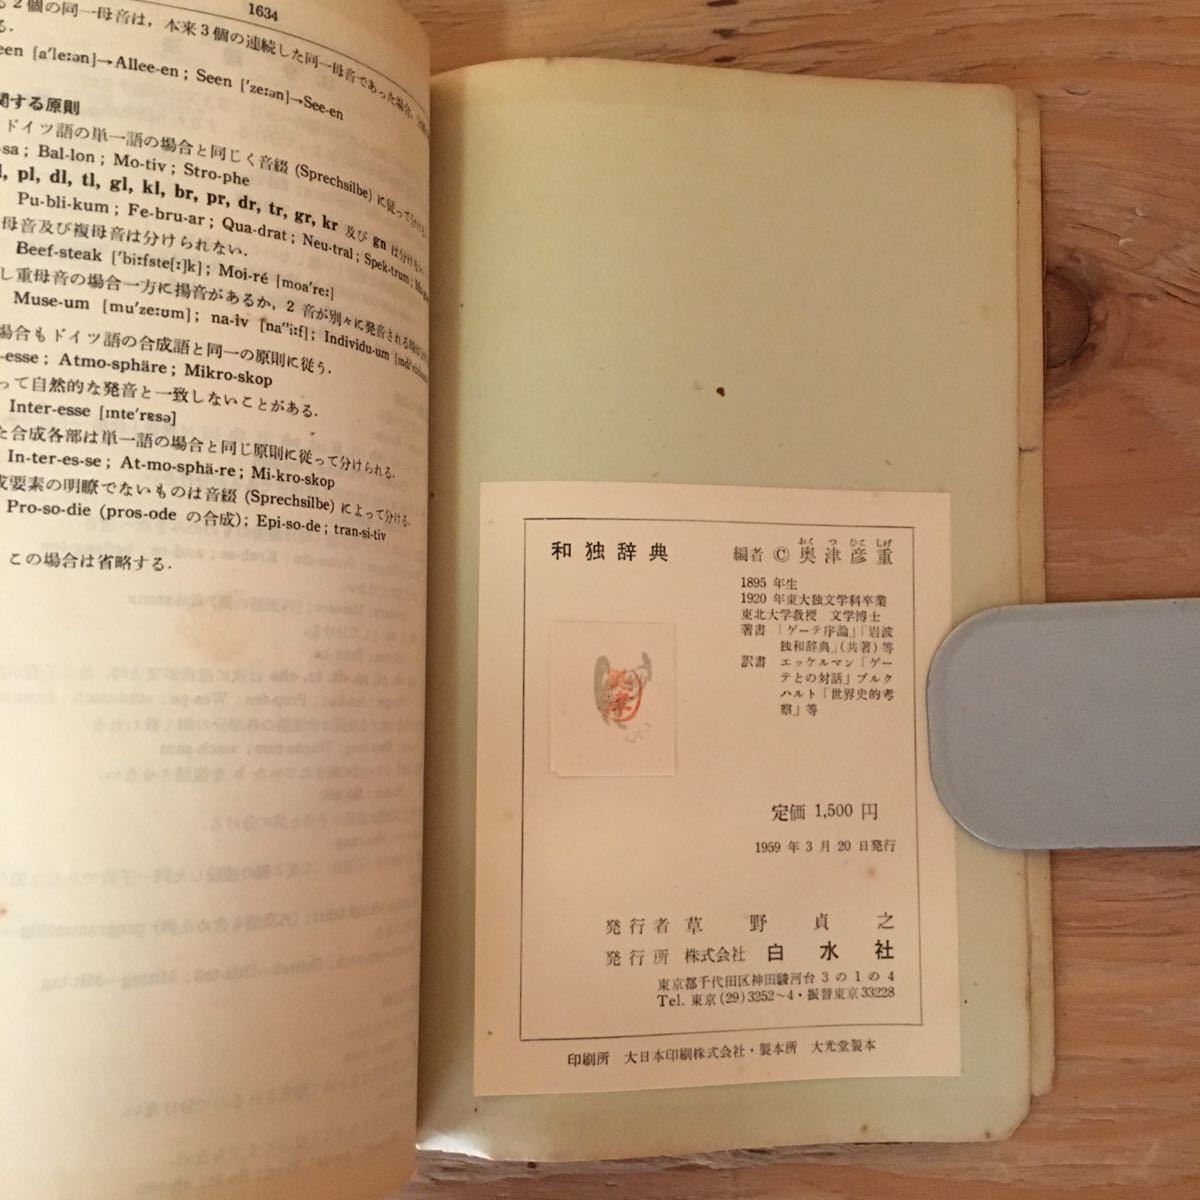 1634
2個の同一母音は，本来3個の連続した同一母音であった場合，
る．
een [a'leːən]→Allee-en; Seen ['zeːən]→See-en
関する原則
ドイツ語の単一語の場合と同じく音綴 (Sprechsilbe) に従って分ける．
-sa; Bal-lon; Mo-tiv; Stro-phe
l, pl, dl, tl, gl, kl, br, pr, dr, tr, gr, kr 及び gn は分けない．
Pu-bli-kum; Fe-bru-ar; Qua-drat; Neu-tral; Spek-trum;
母音及び複母音は分けられない．
Beef-steak ['biːfste[ː]k]; Moi-ré [moa're:]
し重母音の場合一方に揚音があるか，2音が別々に発音される時は
Muse-um [mu'zeːʊm]; na-iv [na''iːf]; Individu-um
場合もドイツ語の合成語と同一の原則に従う．
-esse; Atmo-sphäre; Mikro-skop
って自然的な発音と一致しないことがある．
Inter-esse [ɪnte'rɛsə]
た合成各部は単一語の場合と同じ原則に従って分けられる．
In-ter-es-se; At-mo-sphä-re; Mi-kro-skop
成要素の明瞭でないものは音綴 (Sprechsilbe) によって分ける．
Pro-so-die (pros-ode の合成); Epi-so-de; tran-si-tiv
この場合は省略する．
和独辞典
おく つ ひこ しげ
編者 © 奥津彦重
1895 年生
1920 年東大独文学科卒業
東北大学教授 文学博士
著書 「ゲーテ序論」「岩波
独和辞典」(共著)等
訳書 エッケルマン「ゲー
テとの対話」ブルク
ハルト「世界史的考
察」等
奥津
定価 1,500 円
1959 年 3 月 20 日発行
発行者 草野貞之
発行所 株式会社 白水社
東京都千代田区神田駿河台3の1の4
Tel. 東京 (29) 3252～4・振替東京 33228
印刷所 大日本印刷株式会社・製本所 大光堂製本